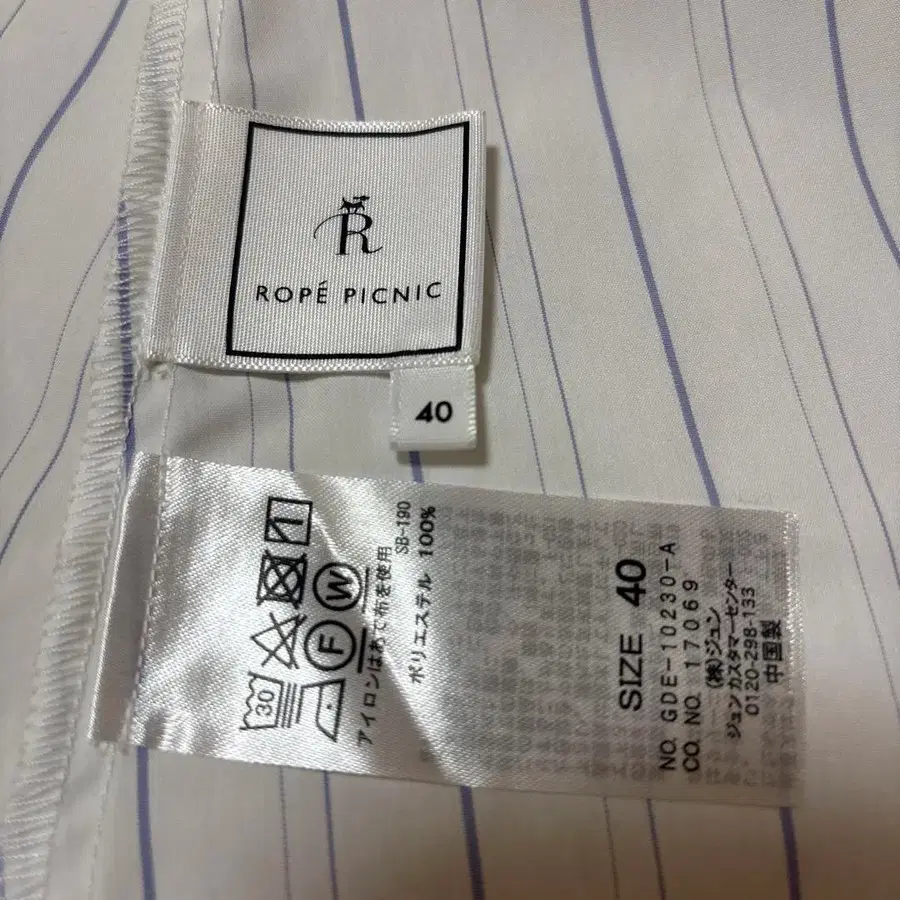 R
ROPÉ PICNIC
40
30
F
W
アイロンはあて布を使用
SB-190
ポリエステル 100%
SIZE 40
NO. GDE-10230-A
CO. NO. 17069
(株)ジュン
ジュンカスタマーセンター
0120-298-133
中国製